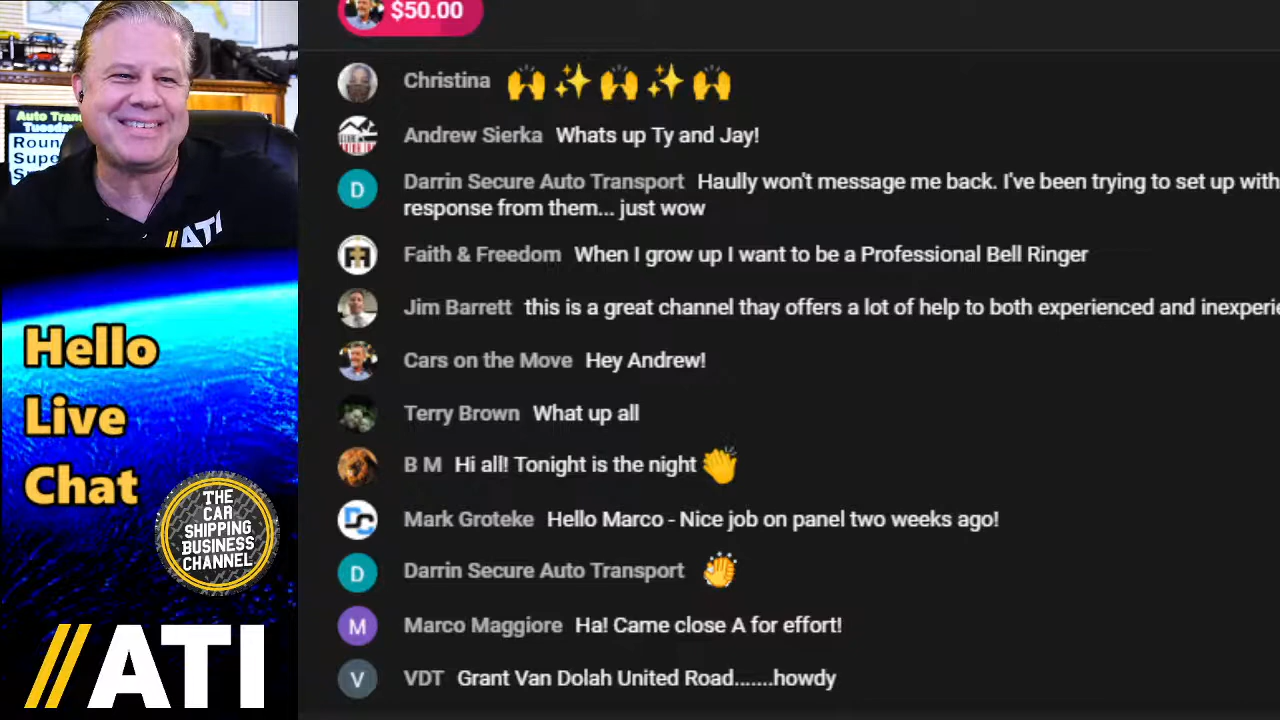 $50.00
Christina
Andrew Sierka Whats up Ty and Jay!
Darrin Secure Auto Transport Haully won't message me back. I've been trying to set up with
response from them... just wow
Faith & Freedom When I grow up I want to be a Professional Bell Ringer
Jim Barrett this is a great channel thay offers a lot of help to both experienced and
Cars on the Move Hey Andrew!
Terry Brown What up all
B M Hi all! Tonight is the night
Mark Groteke Hello Marco - Nice job on panel two weeks ago!
D Darrin Secure Auto Transport
M Marco Maggiore Ha! Came close A for effort!
V VDT Grant Van Dolah United Road.......howdy
D
Auto
Tuesday
//ATI
Hello
Live
Chat
THE
CAR
SHIPPING
BUSINESS
CHANNEL
//ATI